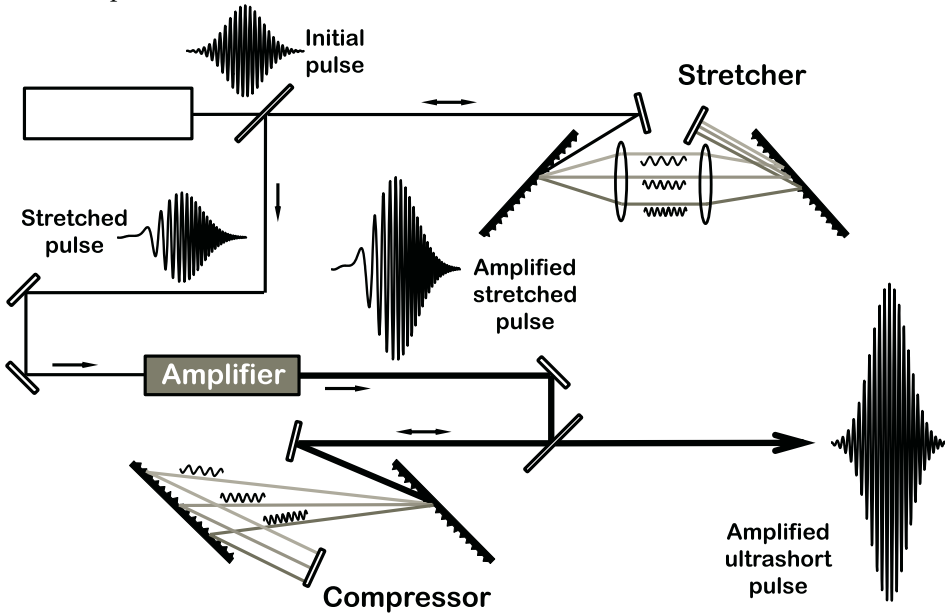 Initial
pulse
Stretcher
Stretched
pulse
Amplified
stretched
pulse
Amplifier
Amplified
ultrashort
pulse
Compressor